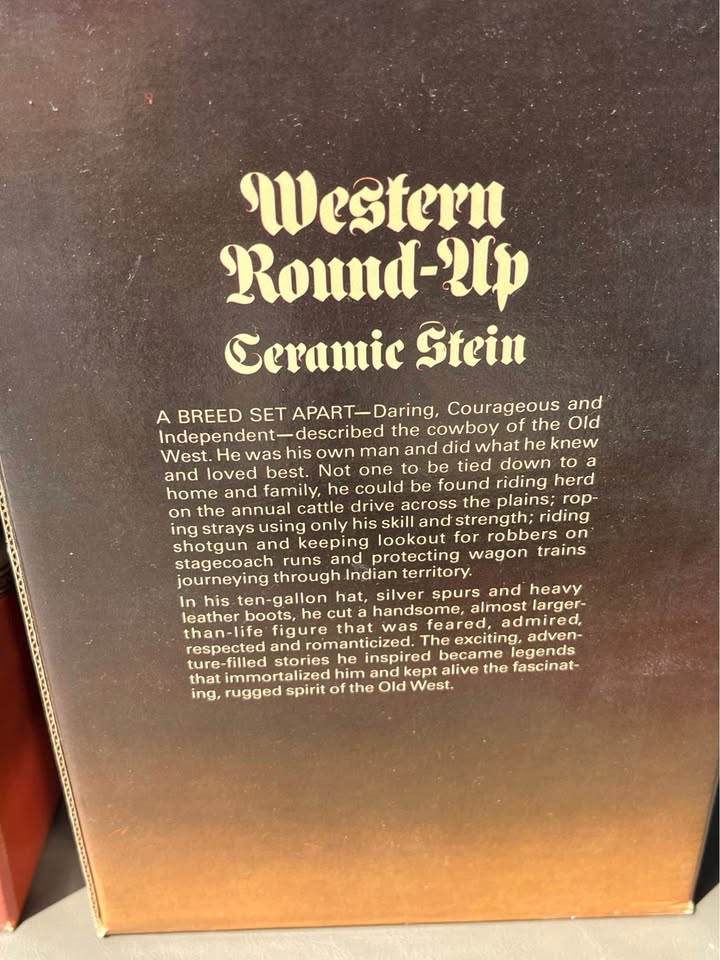 Western
Round-Up
Ceramic Stein
A BREED SET APART—Daring, Courageous and
Independent—described the cowboy of the Old
West. He was his own man and did what he knew
and loved best. Not one to be tied down to a
home and family, he could be found riding herd
on the annual cattle drive across the plains; rop-
ing strays using only his skill and strength; riding
shotgun and keeping lookout for robbers on
stagecoach runs and protecting wagon trains
journeying through Indian territory.
In his ten-gallon hat, silver spurs and heavy
leather boots, he cut a handsome, almost larger-
than-life figure that was feared, admired,
respected and romanticized. The exciting, adven-
ture-filled stories he inspired became legends
that immortalized him and kept alive the fascinat-
ing, rugged spirit of the Old West.